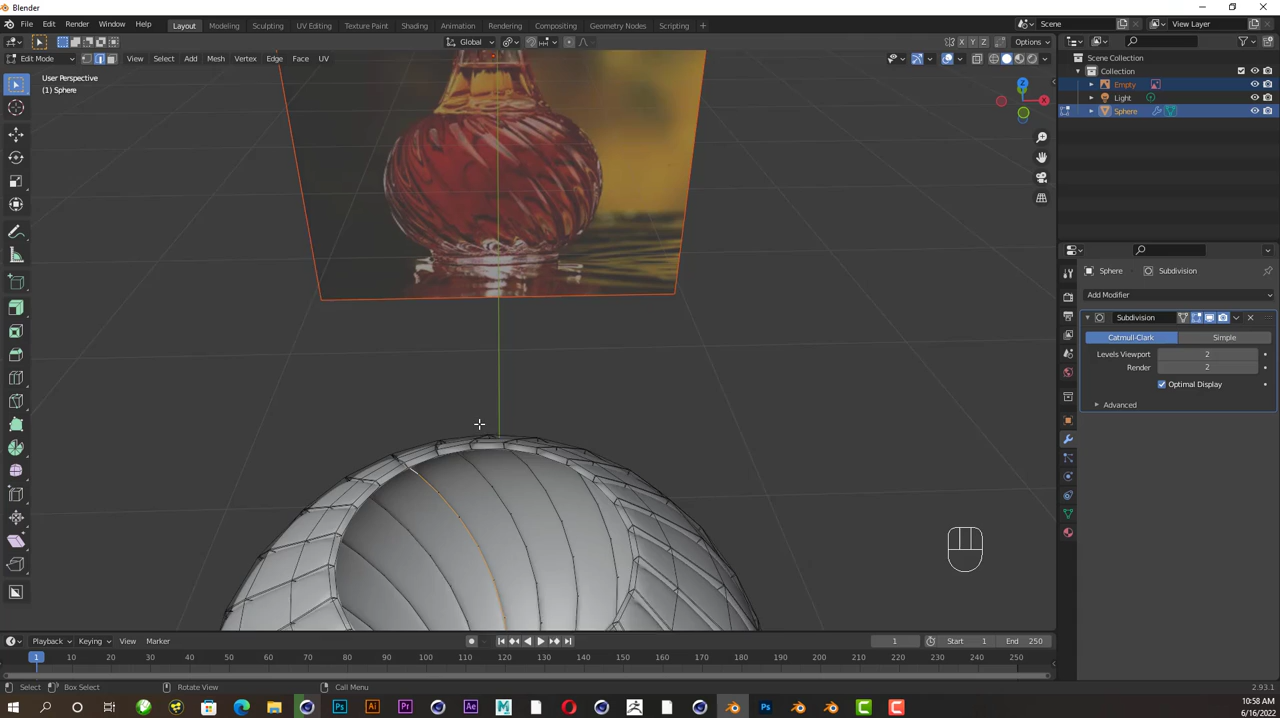 Blender
File Edit Render Window Help Layout Modeling Sculpting UV Editing Texture Paint Shading Animation Rendering Compositing Geometry Nodes Scripting + Scene View Layer
Global X Y Z Options
Edit Mode View Select Add Mesh Vertex Edge Face UV
User Perspective
(1) Sphere
Z
X
Scene Collection
Collection
Empty
Light
Sphere
Sphere Subdivision
Add Modifier
Subdivision
Catmull-Clark Simple
Levels Viewport 2
Render 2
Optimal Display
Advanced
Playback Keying View Marker 1 Start 1 End 250
1 10 20 30 40 50 60 70 80 90 100 110 120 130 140 150 160 170 180 190 200 210 220 230 240 250
Select Box Select Rotate View Call Menu 2.93.1
Ps Ai Pr Ae M Ps C C
10:58 AM
6/16/2022